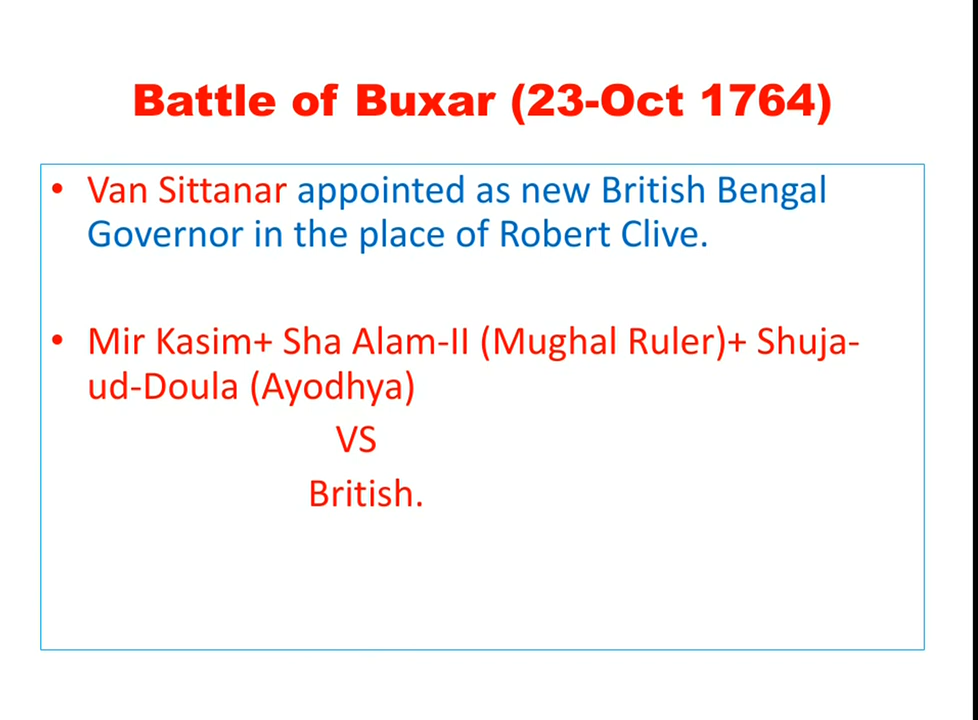 Battle of Buxar (23-Oct 1764)
• Van Sittanar appointed as new British Bengal
Governor in the place of Robert Clive.
• Mir Kasim+ Sha Alam-II (Mughal Ruler)+ Shuja-
ud-Doula (Ayodhya)
VS
British.